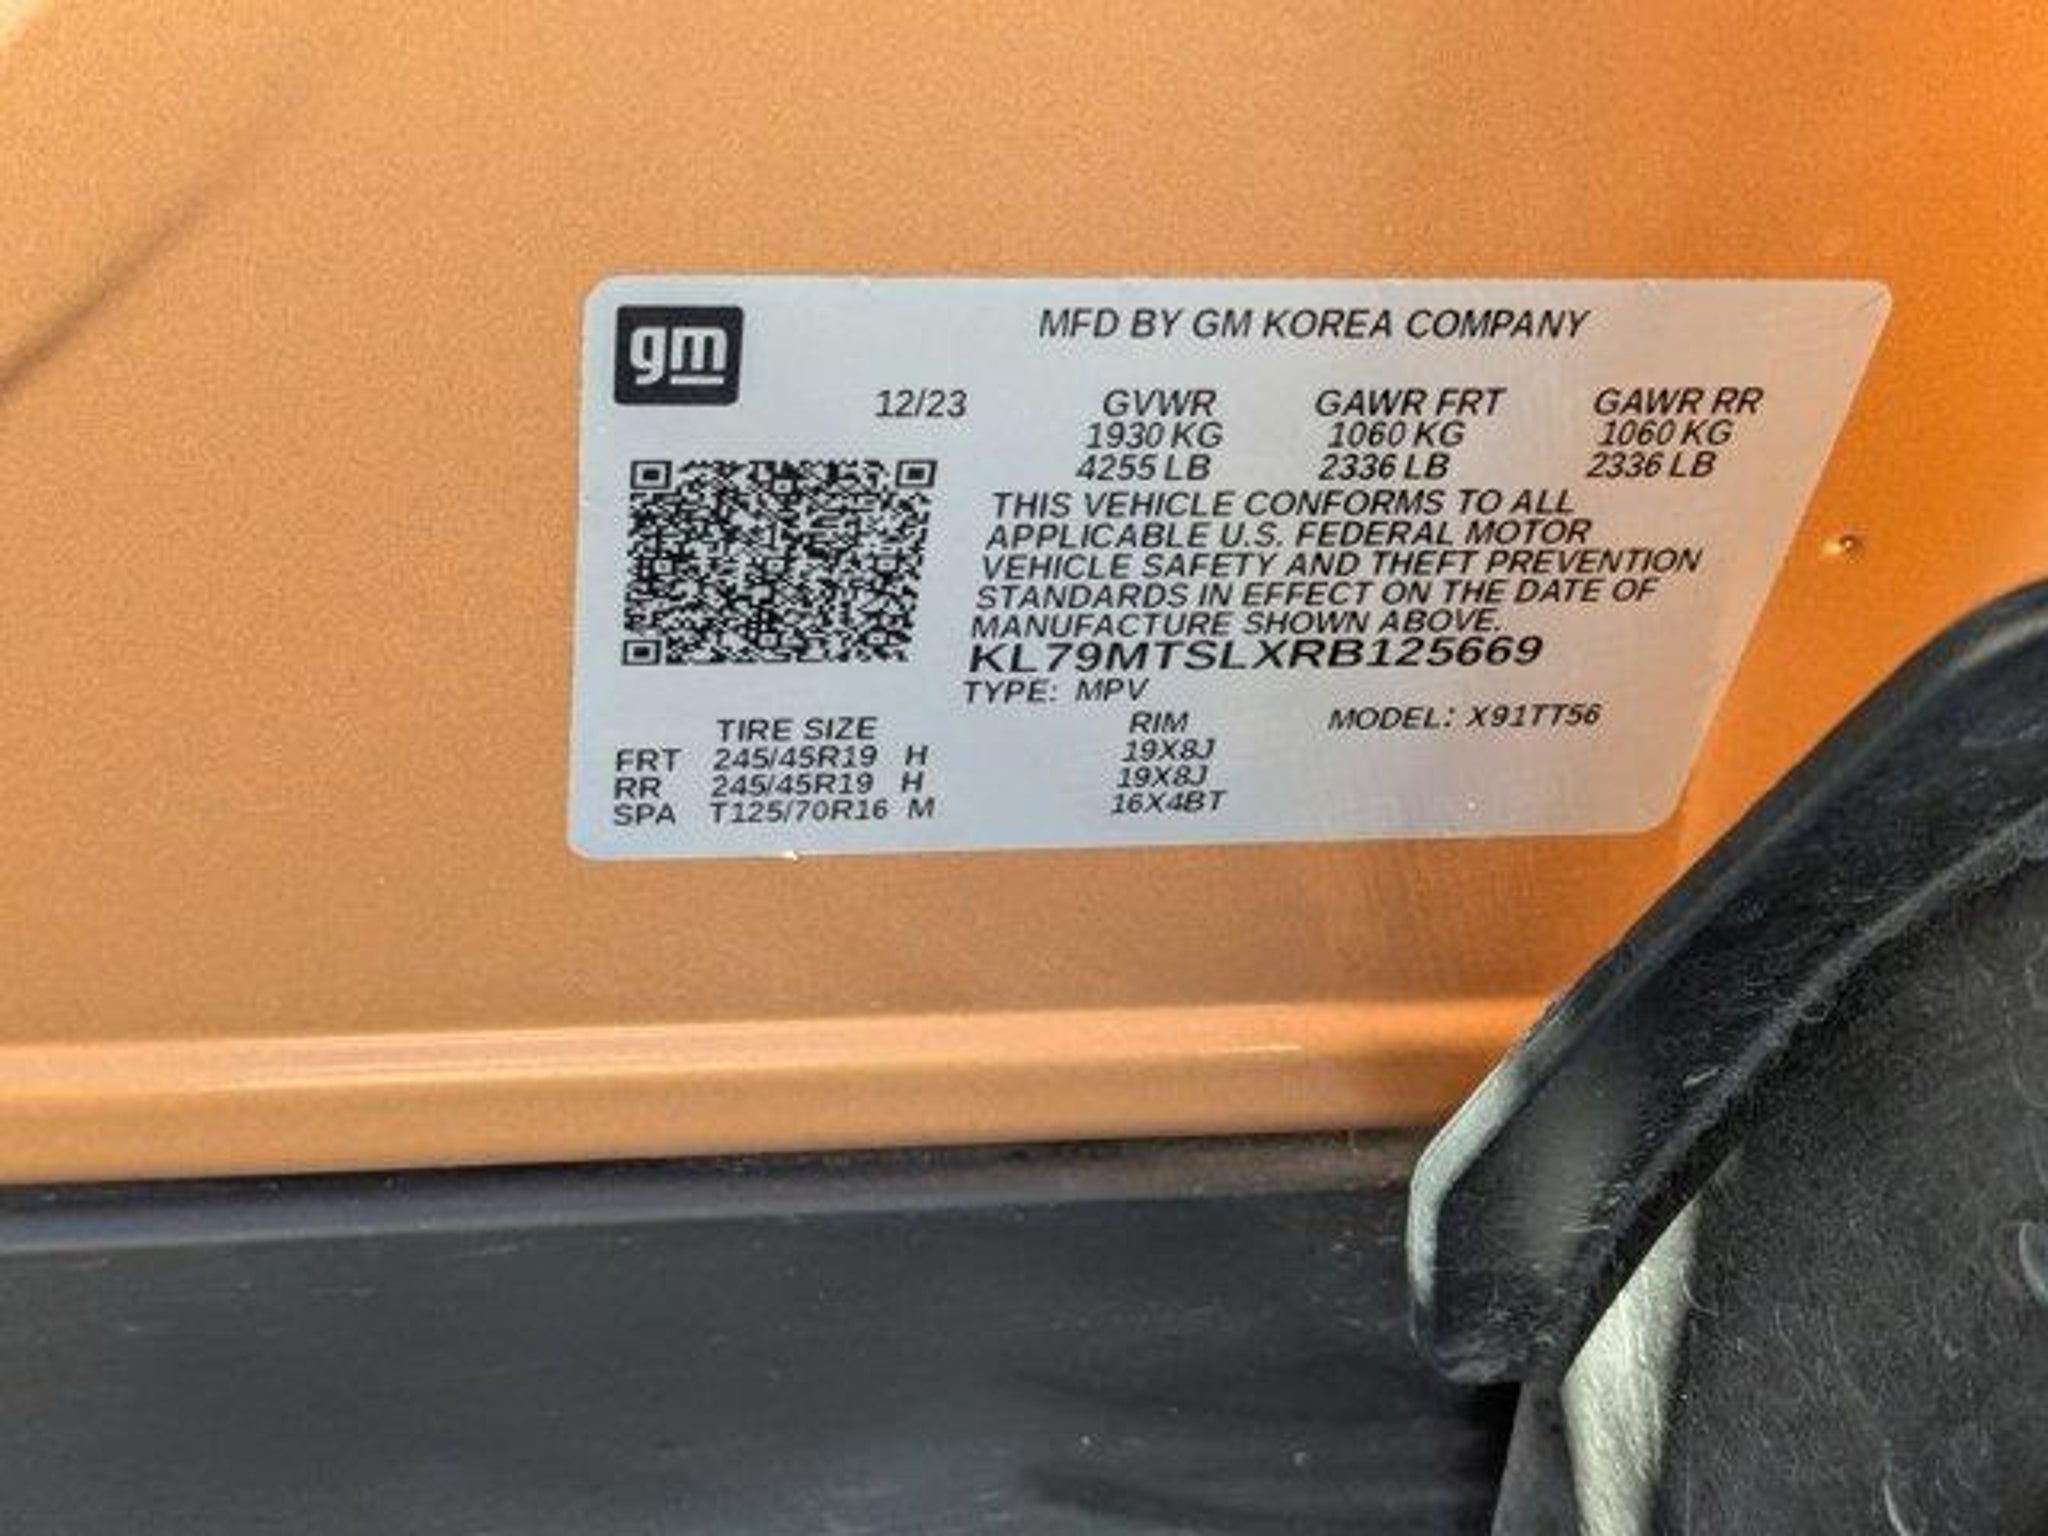 gm
MFD BY GM KOREA COMPANY
12/23 GVWR GAWR FRT GAWR RR
1930 KG 1060 KG 1060 KG
4255 LB 2336 LB 2336 LB
THIS VEHICLE CONFORMS TO ALL
APPLICABLE U.S. FEDERAL MOTOR
VEHICLE SAFETY AND THEFT PREVENTION
STANDARDS IN EFFECT ON THE DATE OF
MANUFACTURE SHOWN ABOVE.
KL79MTSLXRB125669
TYPE: MPV
TIRE SIZE RIM MODEL: X91TT56
FRT 245/45R19 H 19X8J
RR 245/45R19 H 19X8J
SPA T125/70R16 M 16X4BT